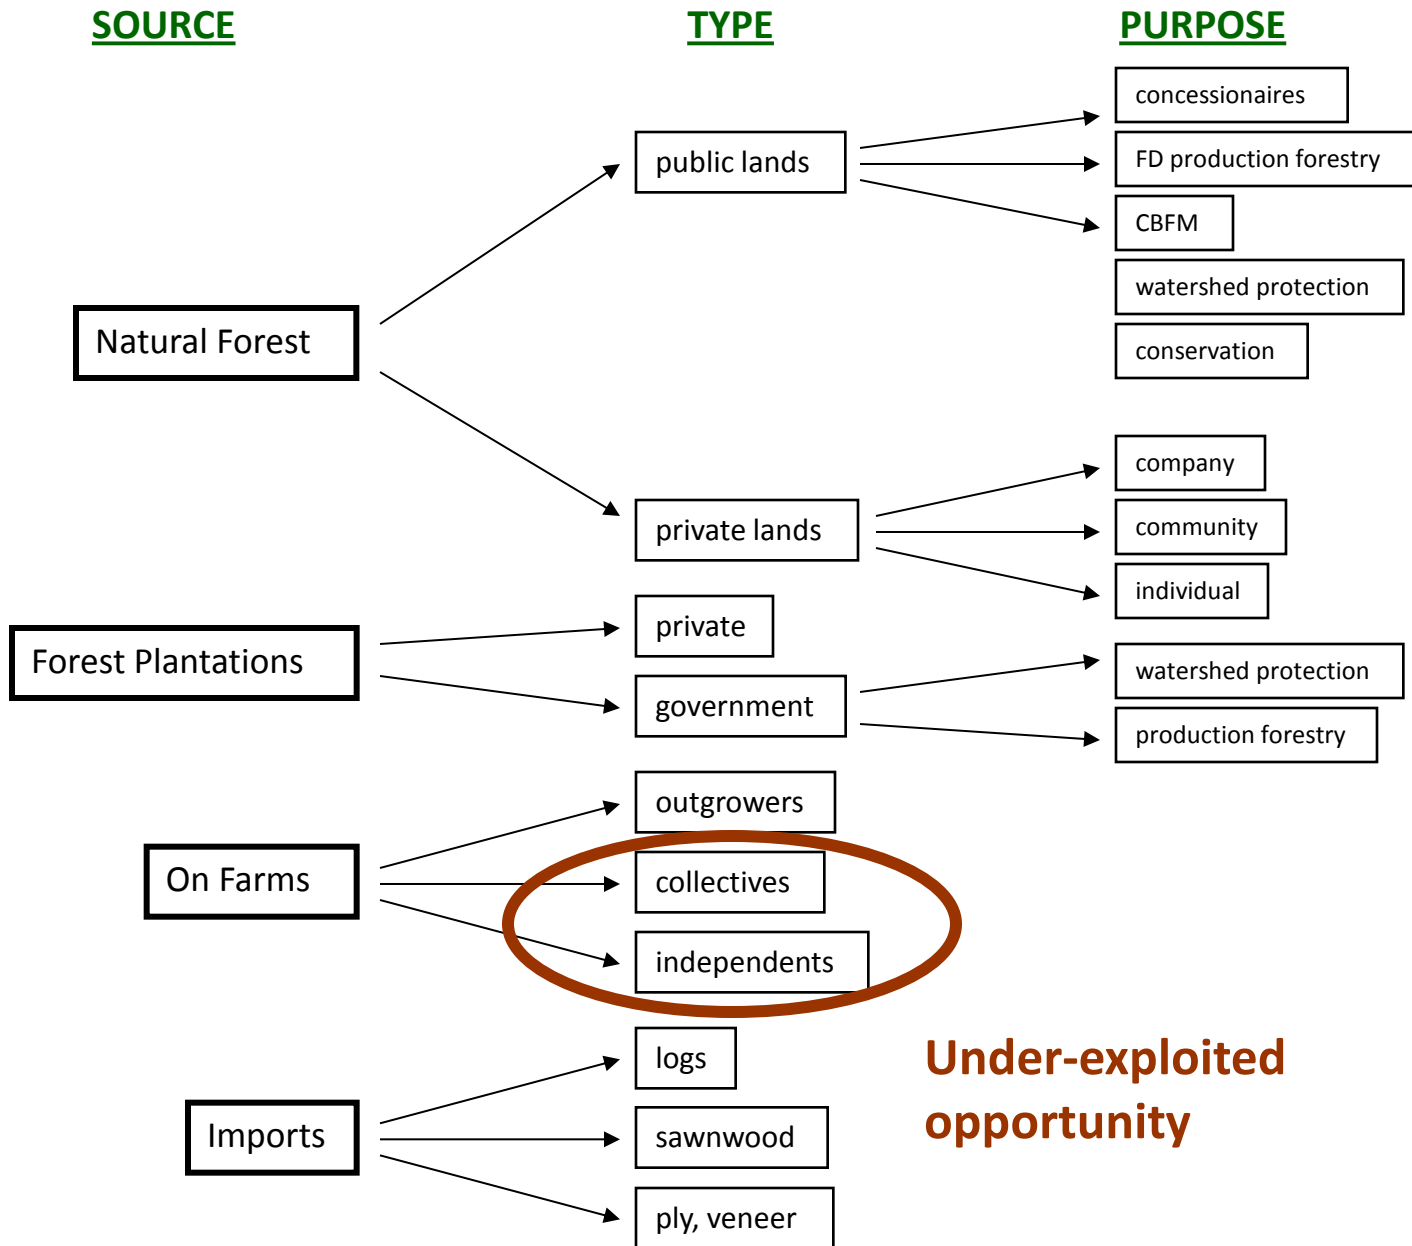 SOURCE
TYPE
PURPOSE
concessionaires
public lands
FD production forestry
CBFM
watershed protection
Natural Forest
conservation
company
private lands
community
individual
private
Forest Plantations
watershed protection
government
production forestry
outgrowers
On Farms
collectives
independents
logs
Under-exploited
opportunity
Imports
sawnwood
ply, veneer